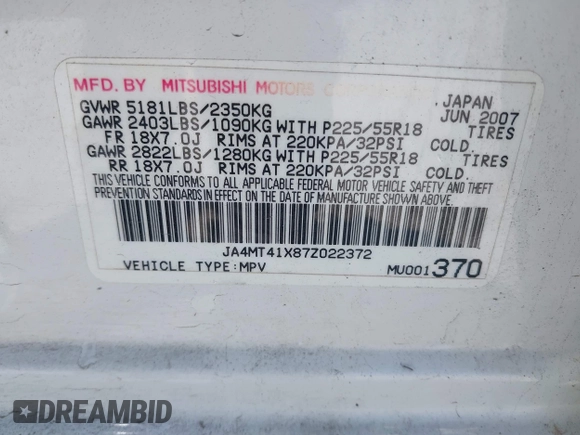 MFD. BY MITSUBISHI MOTORS CORPORATION
JAPAN
GVWR 5181LBS/2350KG JUN 2007
GAWR 2403LBS/1090KG WITH P225/55R18 TIRES
FR 18X7.0J RIMS AT 220KPA/32PSI COLD.
GAWR 2822LBS/1280KG WITH P225/55R18 TIRES
RR 18X7.0J RIMS AT 220KPA/32PSI COLD.
THIS VEHICLE CONFORMS TO ALL APPLICABLE FEDERAL MOTOR VEHICLE SAFETY AND THEFT
PREVENTION STANDARDS IN EFFECT ON THE DATE OF MANUFACTURE SHOWN ABOVE.
JA4MT41X87Z022372
VEHICLE TYPE:MPV MU001370
DREAMBID